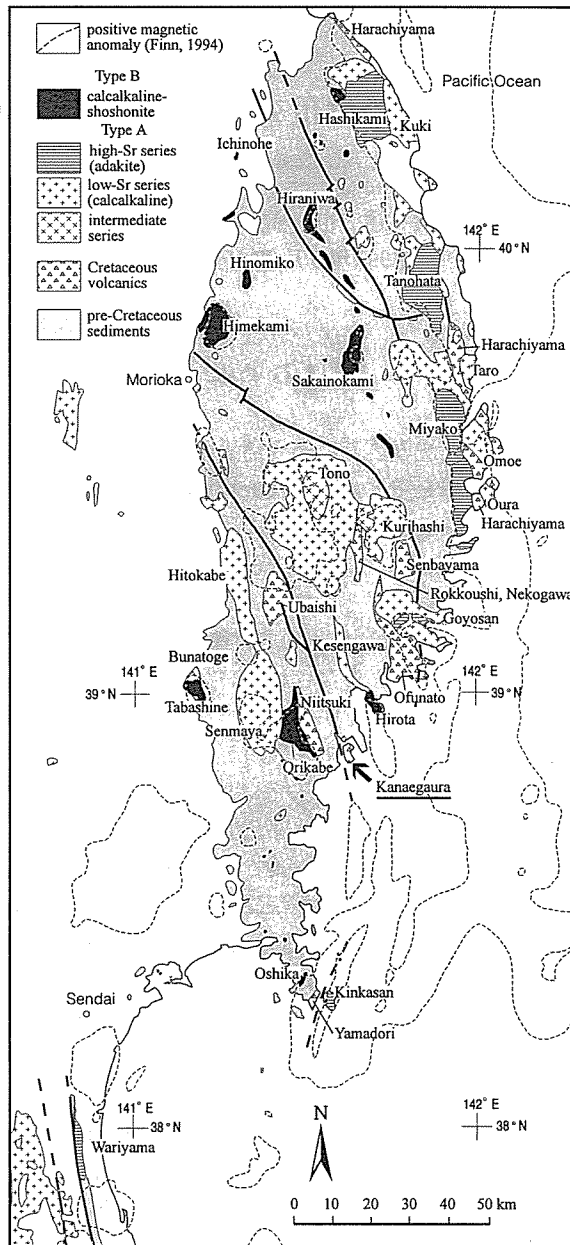 positive magnetic
anomaly (Finn, 1994)
Type B
calcalkaline-
shoshonite
Type A
high-Sr series
(adakite)
low-Sr series
(calcalkaline)
intermediate
series
Cretaceous
volcanics
pre-Cretaceous
sediments
Harachiyama
Pacific Ocean
Hashikami
Kuki
Ichinohe
Hiraniwa
142° E
40° N
Hinomiko
Tanohata
Himekami
Harachiyama
Taro
Sakainokami
Morioka
Miyako
Omoe
Tono
Oura
Kurihashi
Harachiyama
Senbayama
Hitokabe
Rokkoushi, Nekogawa
Ubaishi
Goyosan
Kesengawa
Bunatoge
141° E
39° N
142° E
39° N
Tabashine
Niitsuki
Ofunato
Senmaya
Hirota
Orikabe
Kanaegaura
Oshika
Kinkasan
Sendai
Yamadori
141° E
38° N
142° E
38° N
Wariyama
N
0 10 20 30 40 50 km